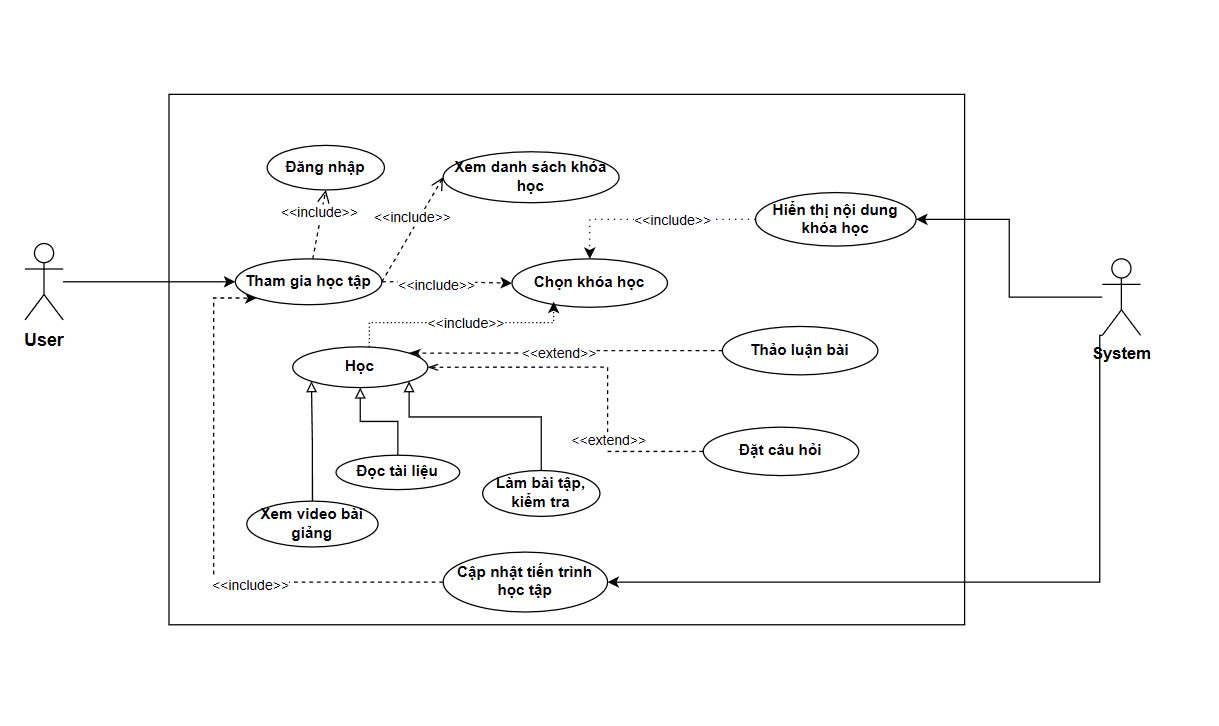 Đăng nhập
Xem danh sách khóa
học
<<include>>
<<include>>
Hiển thị nội dung
khóa học
<<include>>
User
Tham gia học tập
<<include>>
Chọn khóa học
System
<<include>>
Học
<<extend>>
Thảo luận bài
<<extend>>
Đặt câu hỏi
Đọc tài liệu
Làm bài tập,
kiểm tra
Xem video bài
giảng
<<include>>
Cập nhật tiến trình
học tập